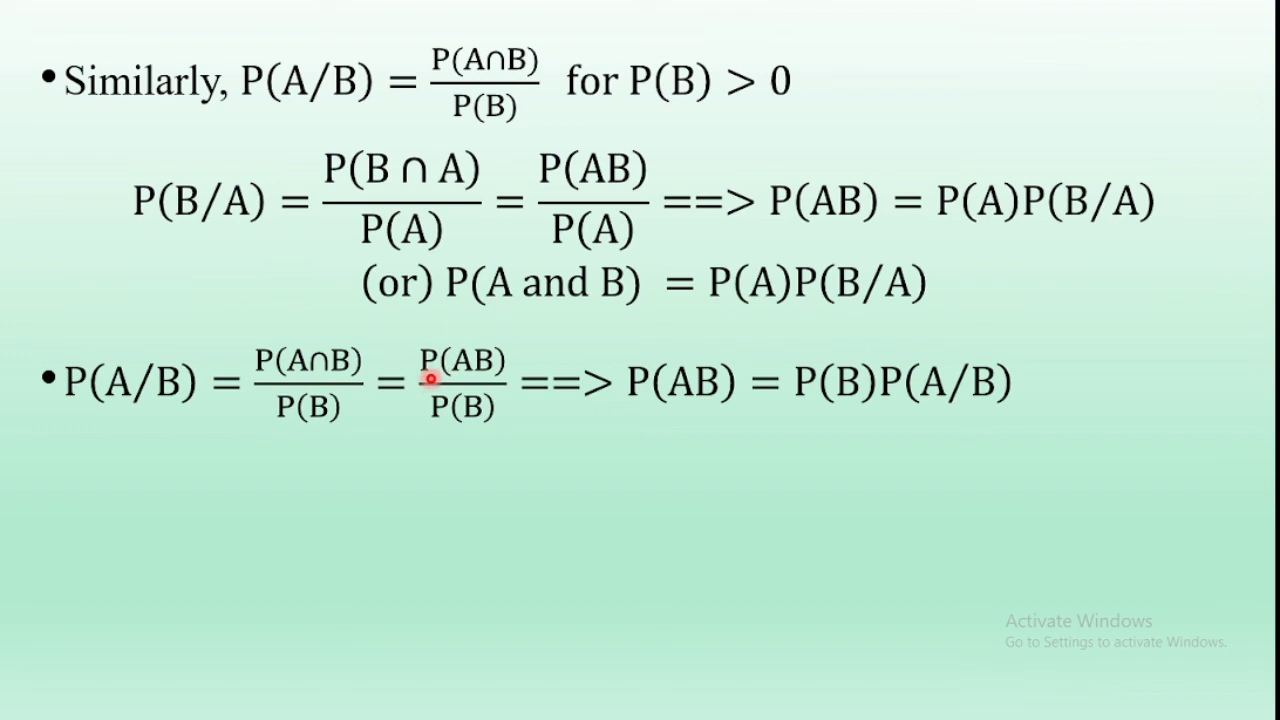 •Similarly, P(A/B) = P(A∩B)/P(B) for P(B) > 0
P(B/A) = P(B ∩ A)/P(A) = P(AB)/P(A) ==> P(AB) = P(A)P(B/A)
(or) P(A and B) = P(A)P(B/A)
•P(A/B) = P(A∩B)/P(B) = P(AB)/P(B) ==> P(AB) = P(B)P(A/B)
Activate Windows
Go to Settings to activate Windows.